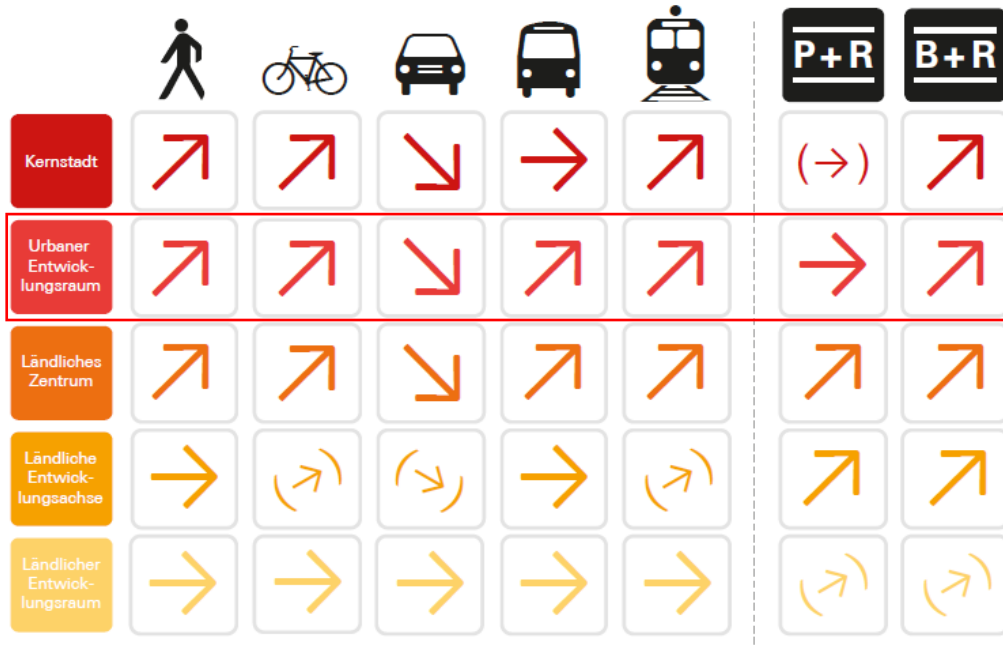 P+R
B+R
Kernstadt
Urbaner
Entwick-
lungsraum
Ländliches
Zentrum
Ländliche
Entwick-
lungsachse
Ländlicher
Entwick-
lungsraum